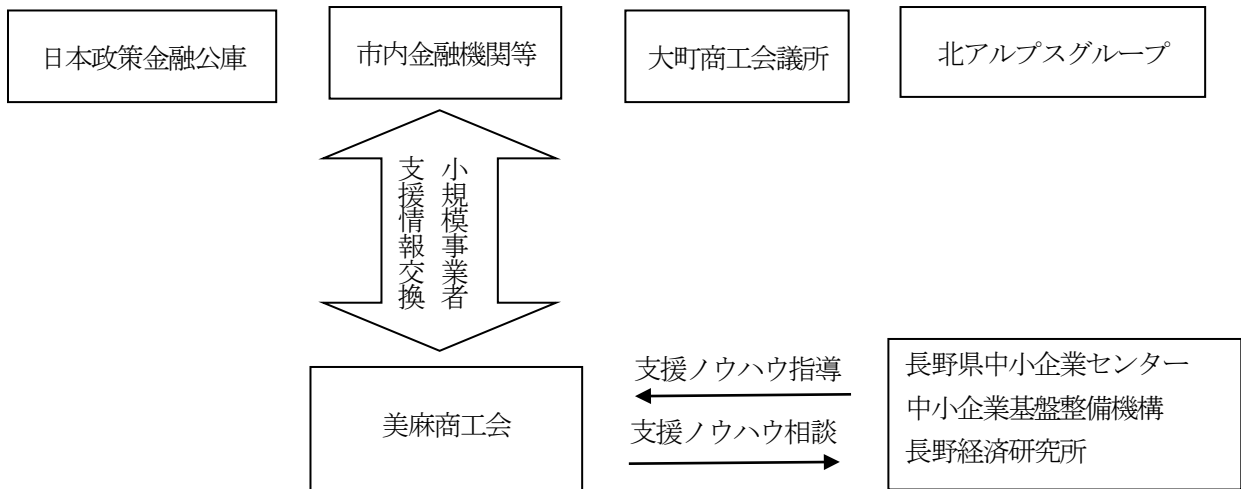 日本政策金融公庫
市内金融機関等
大町商工会議所
北アルプスグループ
小規模事業者
支援情報交換
美麻商工会
支援ノウハウ指導
支援ノウハウ相談
長野県中小企業センター
中小企業基盤整備機構
長野経済研究所